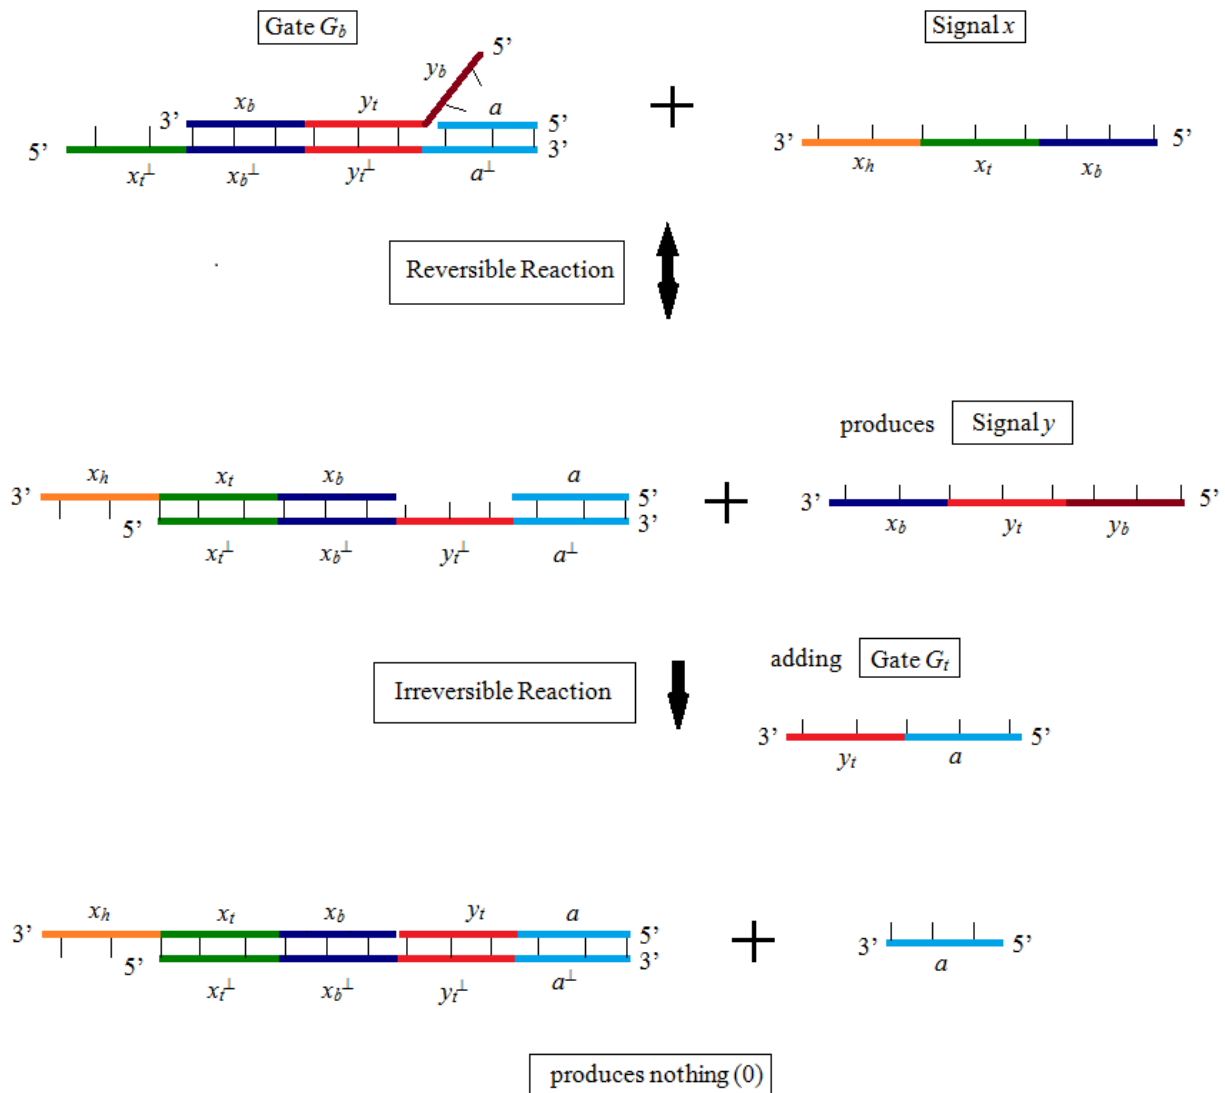 Gate G_b
Signal x
5’
y_b
x_b
y_t
a
3’
5’
5’
3’
x_t^⊥
x_b^⊥
y_t^⊥
a^⊥
3’
5’
x_h
x_t
x_b
Reversible Reaction
produces
Signal y
x_h
x_t
x_b
a
3’
5’
5’
3’
x_t^⊥
x_b^⊥
y_t^⊥
a^⊥
3’
5’
x_b
y_t
y_b
Irreversible Reaction
adding
Gate G_t
3’
5’
y_t
a
x_h
x_t
x_b
y_t
a
3’
5’
5’
3’
x_t^⊥
x_b^⊥
y_t^⊥
a^⊥
3’
5’
a
produces nothing (0)